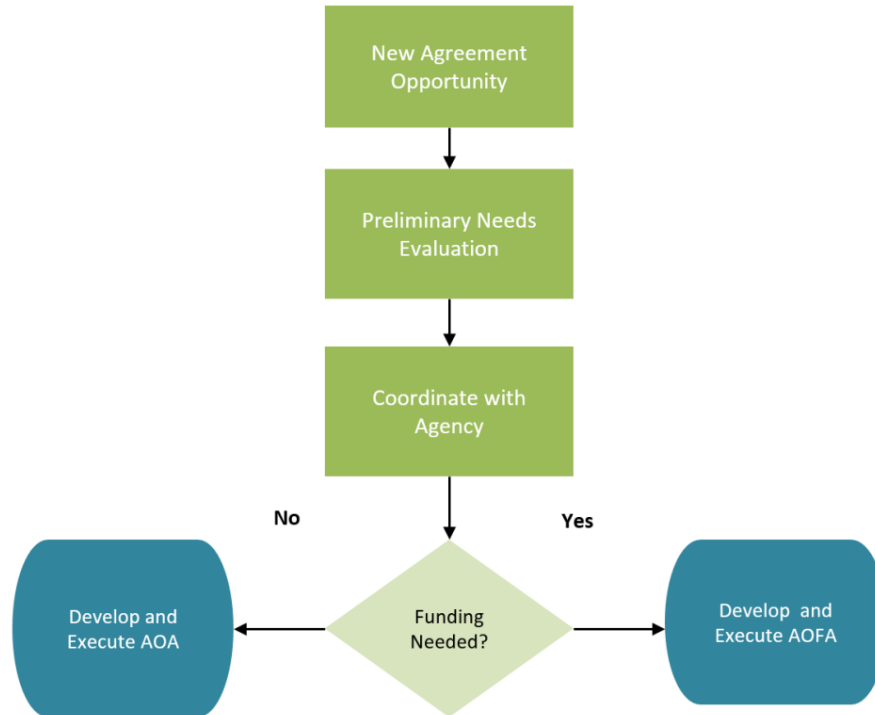 New Agreement
Opportunity
Preliminary Needs
Evaluation
Coordinate with
Agency
No
Yes
Develop and
Execute AOA
Funding
Needed?
Develop and
Execute AOFA